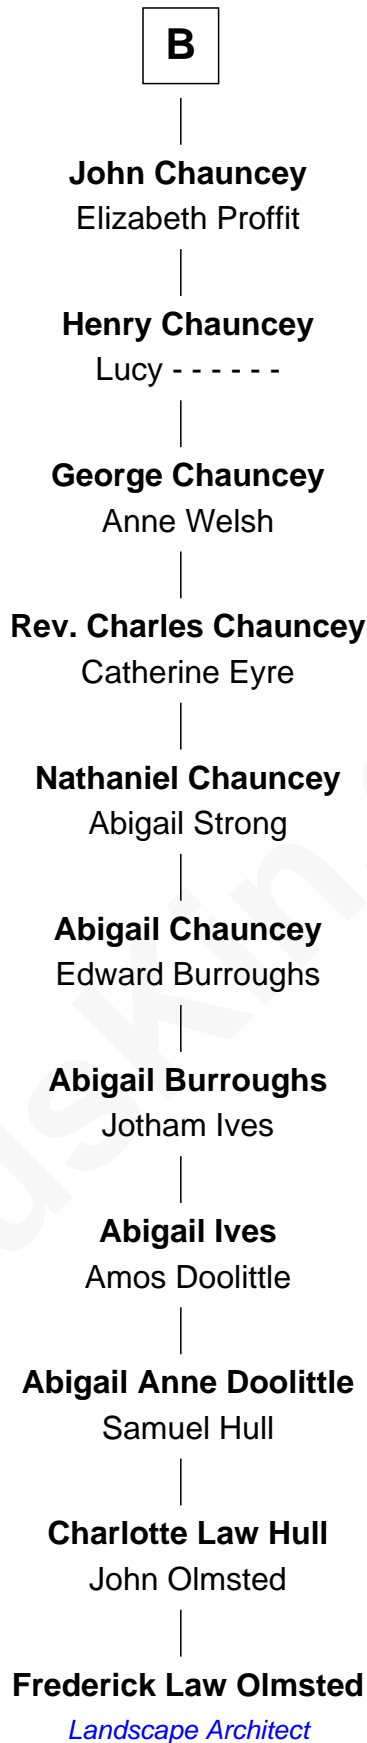 B
John Chauncey
Elizabeth Proffit
Henry Chauncey
Lucy - - - - - -
George Chauncey
Anne Welsh
Rev. Charles Chauncey
Catherine Eyre
Nathaniel Chauncey
Abigail Strong
Abigail Chauncey
Edward Burroughs
Abigail Burroughs
Jotham Ives
Abigail Ives
Amos Doolittle
Abigail Anne Doolittle
Samuel Hull
Charlotte Law Hull
John Olmsted
Frederick Law Olmsted
Landscape Architect